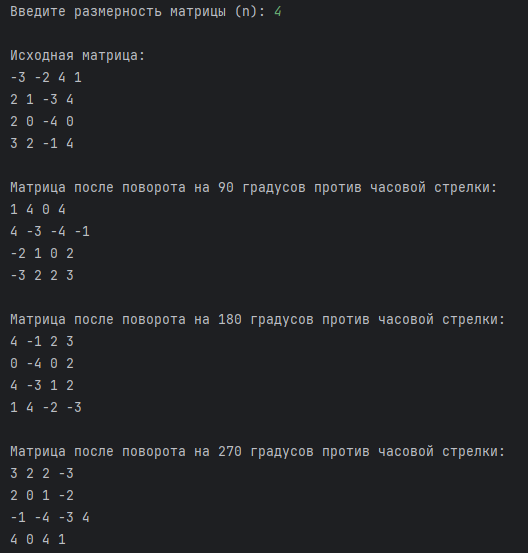 Введите размерность матрицы (n): 4
Исходная матрица:
-3 -2 4 1
2 1 -3 4
2 0 -4 0
3 2 -1 4
Матрица после поворота на 90 градусов против часовой стрелки:
1 4 0 4
4 -3 -4 -1
-2 1 0 2
-3 2 2 3
Матрица после поворота на 180 градусов против часовой стрелки:
4 -1 2 3
0 -4 0 2
4 -3 1 2
1 4 -2 -3
Матрица после поворота на 270 градусов против часовой стрелки:
3 2 2 -3
2 0 1 -2
-1 -4 -3 4
4 0 4 1